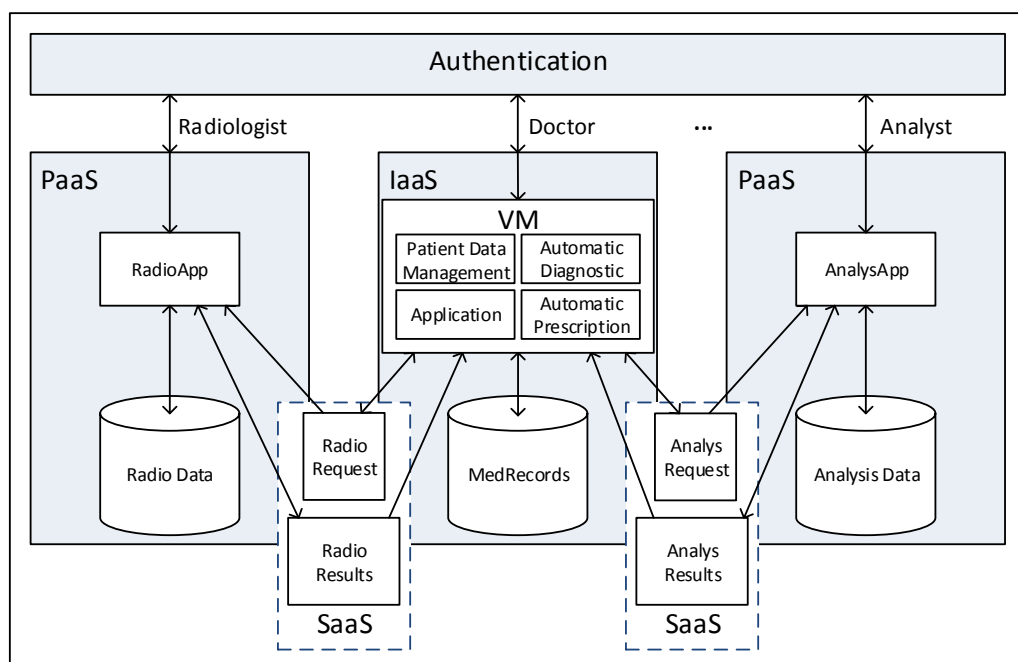 Authentication
Radiologist
Doctor
...
Analyst
PaaS
IaaS
PaaS
VM
Patient Data
Management
Automatic
Diagnostic
Application
Automatic
Prescription
RadioApp
AnalysApp
Radio Data
Radio
Request
MedRecords
Analys
Request
Analysis Data
Radio
Results
Analys
Results
SaaS
SaaS